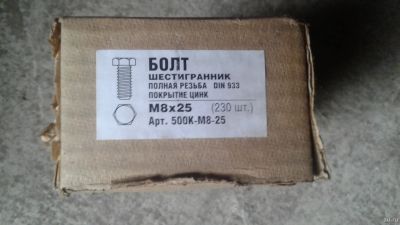 БОЛТ
ШЕСТИГРАННИК
ПОЛНАЯ РЕЗЬБА DIN 933
ПОКРЫТИЕ ЦИНК
М8х25 (230 шт.)
Арт. 500К-М8-25